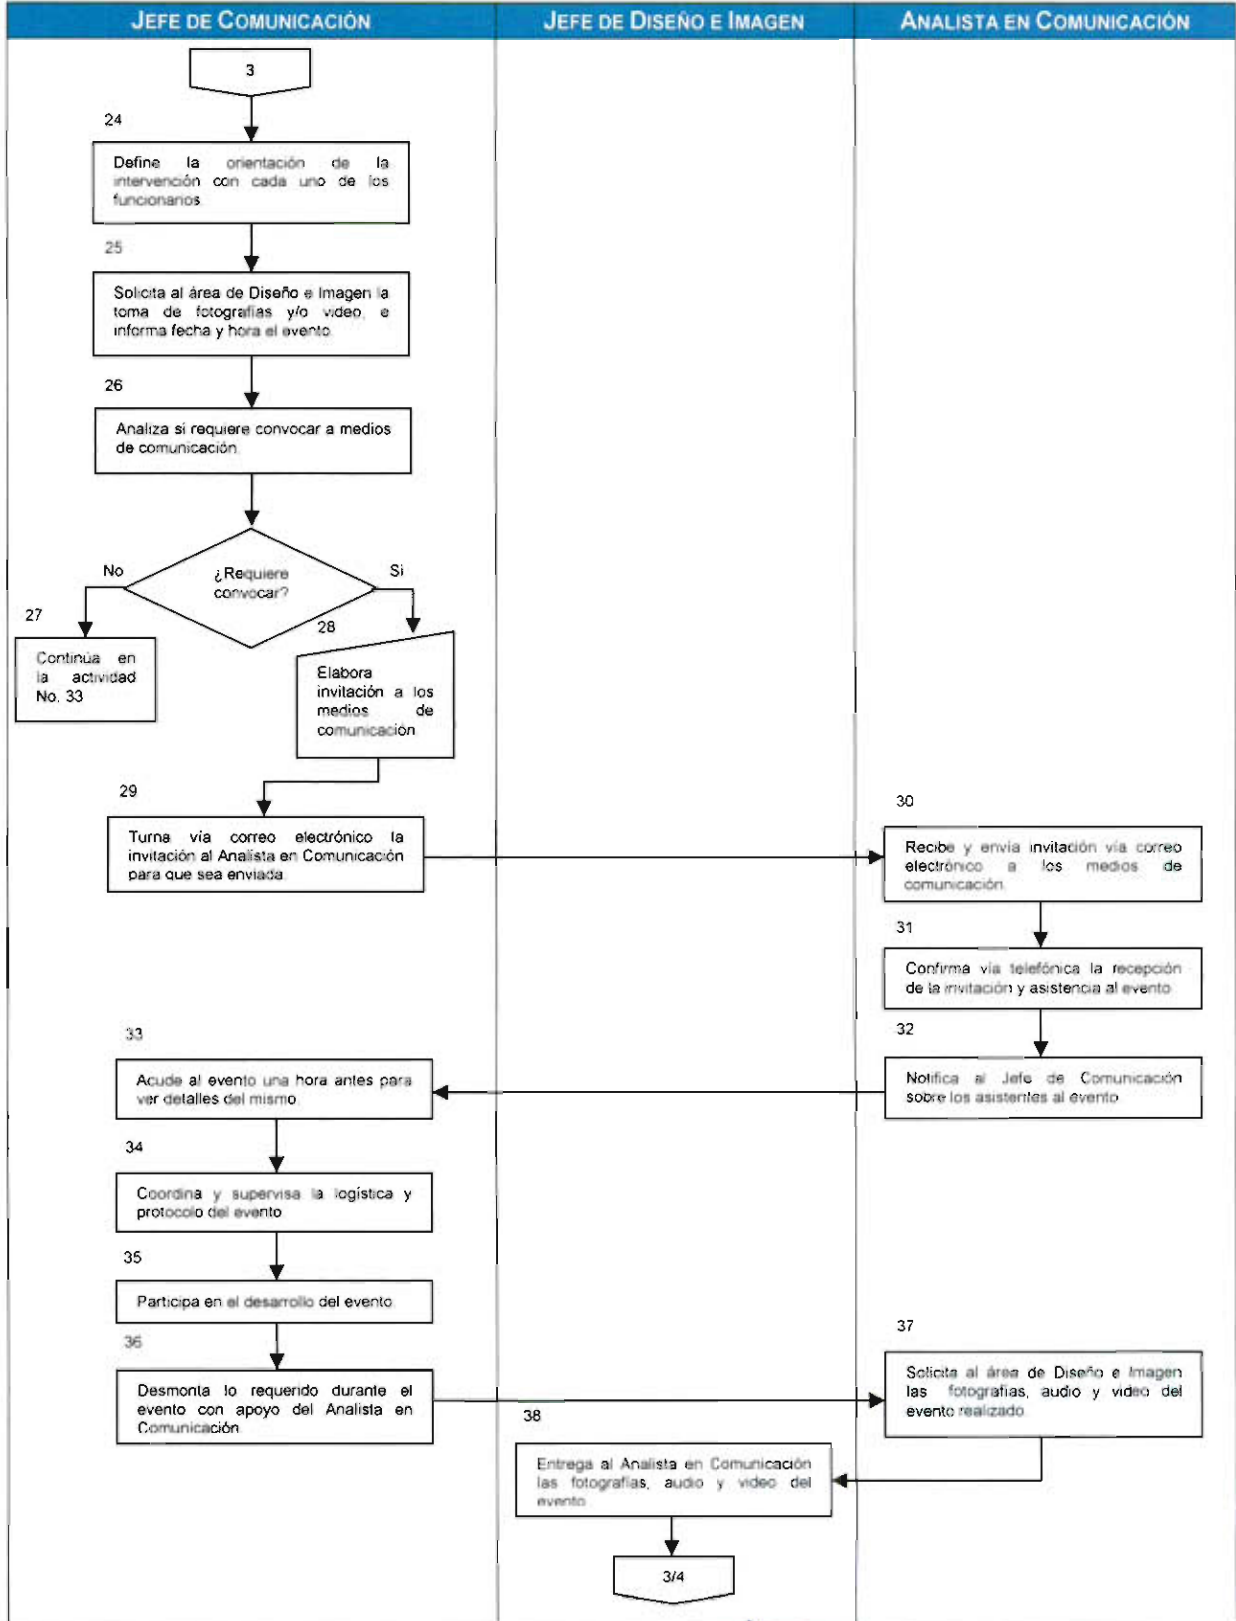 JEFE DE COMUNICACIÓN
JEFE DE DISEÑO E IMAGEN
ANALISTA EN COMUNICACIÓN
3
24
Define la orientación de la
intervención con cada uno de los
funcionarios
25
Solicita al área de Diseño e Imagen la
toma de fotografías y/o video, e
informa fecha y hora el evento.
26
Analiza si requiere convocar a medios
de comunicación.
¿Requiere
convocar?
No
Si
27
Continúa en
la actividad
No. 33
28
Elabora
invitación a los
medios de
comunicación
29
Turna vía correo electrónico la
invitación al Analista en Comunicación
para que sea enviada.
30
Recibe y envía invitación vía correo
electrónico a los medios de
comunicación.
31
Confirma vía telefónica la recepción
de la invitación y asistencia al evento
32
Notifica al Jefe de Comunicación
sobre los asistentes al evento
33
Acude al evento una hora antes para
ver detalles del mismo
34
Coordina y supervisa la logística y
protocolo del evento
35
Participa en el desarrollo del evento
36
Desmonta lo requerido durante el
evento con apoyo del Analista en
Comunicación
37
Solicita al área de Diseño e Imagen
las fotografías, audio y video del
evento realizado.
38
Entrega al Analista en Comunicación
las fotografías, audio y video del
evento
3/4